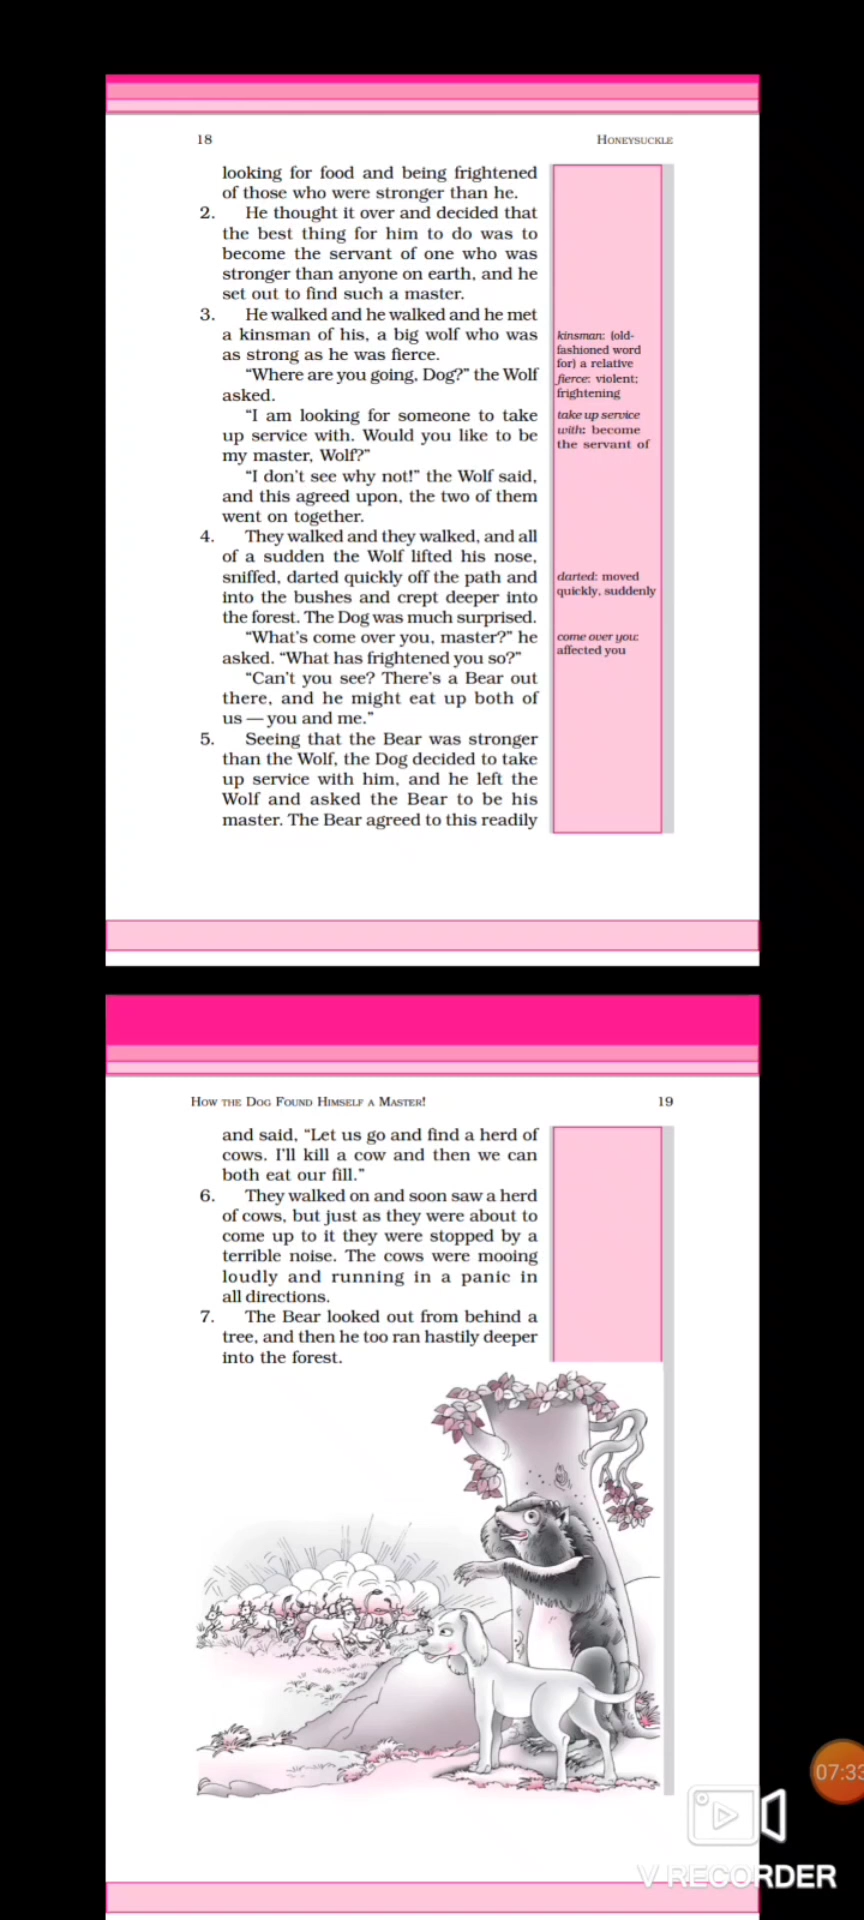 18
HONEYSUCKLE
looking for food and being frightened
of those who were stronger than he.
2. He thought it over and decided that
the best thing for him to do was to
become the servant of one who was
stronger than anyone on earth, and he
set out to find such a master.
3. He walked and he walked and he met
a kinsman of his, a big wolf who was
as strong as he was fierce.
“Where are you going, Dog?” the Wolf
asked.
“I am looking for someone to take
up service with. Would you like to be
my master, Wolf?”
“I don’t see why not!” the Wolf said,
and this agreed upon, the two of them
went on together.
4. They walked and they walked, and all
of a sudden the Wolf lifted his nose,
sniffed, darted quickly off the path and
into the bushes and crept deeper into
the forest. The Dog was much surprised.
“What’s come over you, master?” he
asked. “What has frightened you so?”
“Can’t you see? There’s a Bear out
there, and he might eat up both of
us — you and me.”
5. Seeing that the Bear was stronger
than the Wolf, the Dog decided to take
up service with him, and he left the
Wolf and asked the Bear to be his
master. The Bear agreed to this readily
kinsman: (old-
fashioned word
for) a relative
fierce: violent;
frightening
take up service
with: become
the servant of
darted: moved
quickly, suddenly
come over you:
affected you
HOW THE DOG FOUND HIMSELF A MASTER!
19
and said, “Let us go and find a herd of
cows. I’ll kill a cow and then we can
both eat our fill.”
6. They walked on and soon saw a herd
of cows, but just as they were about to
come up to it they were stopped by a
terrible noise. The cows were mooing
loudly and running in a panic in
all directions.
7. The Bear looked out from behind a
tree, and then he too ran hastily deeper
into the forest.
07:33
V RECORDER